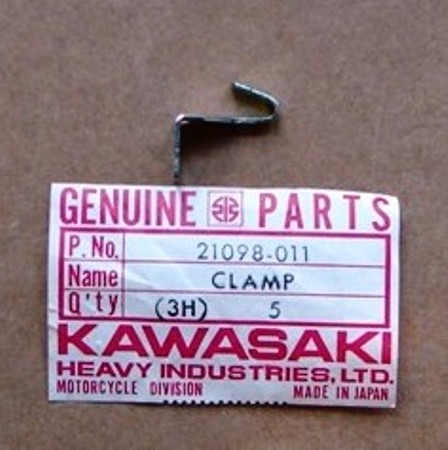 GENUINE PARTS
P. No. 21098-011
Name CLAMP
Q'ty (3H) 5
KAWASAKI
HEAVY INDUSTRIES, LTD.
MOTORCYCLE DIVISION MADE IN JAPAN